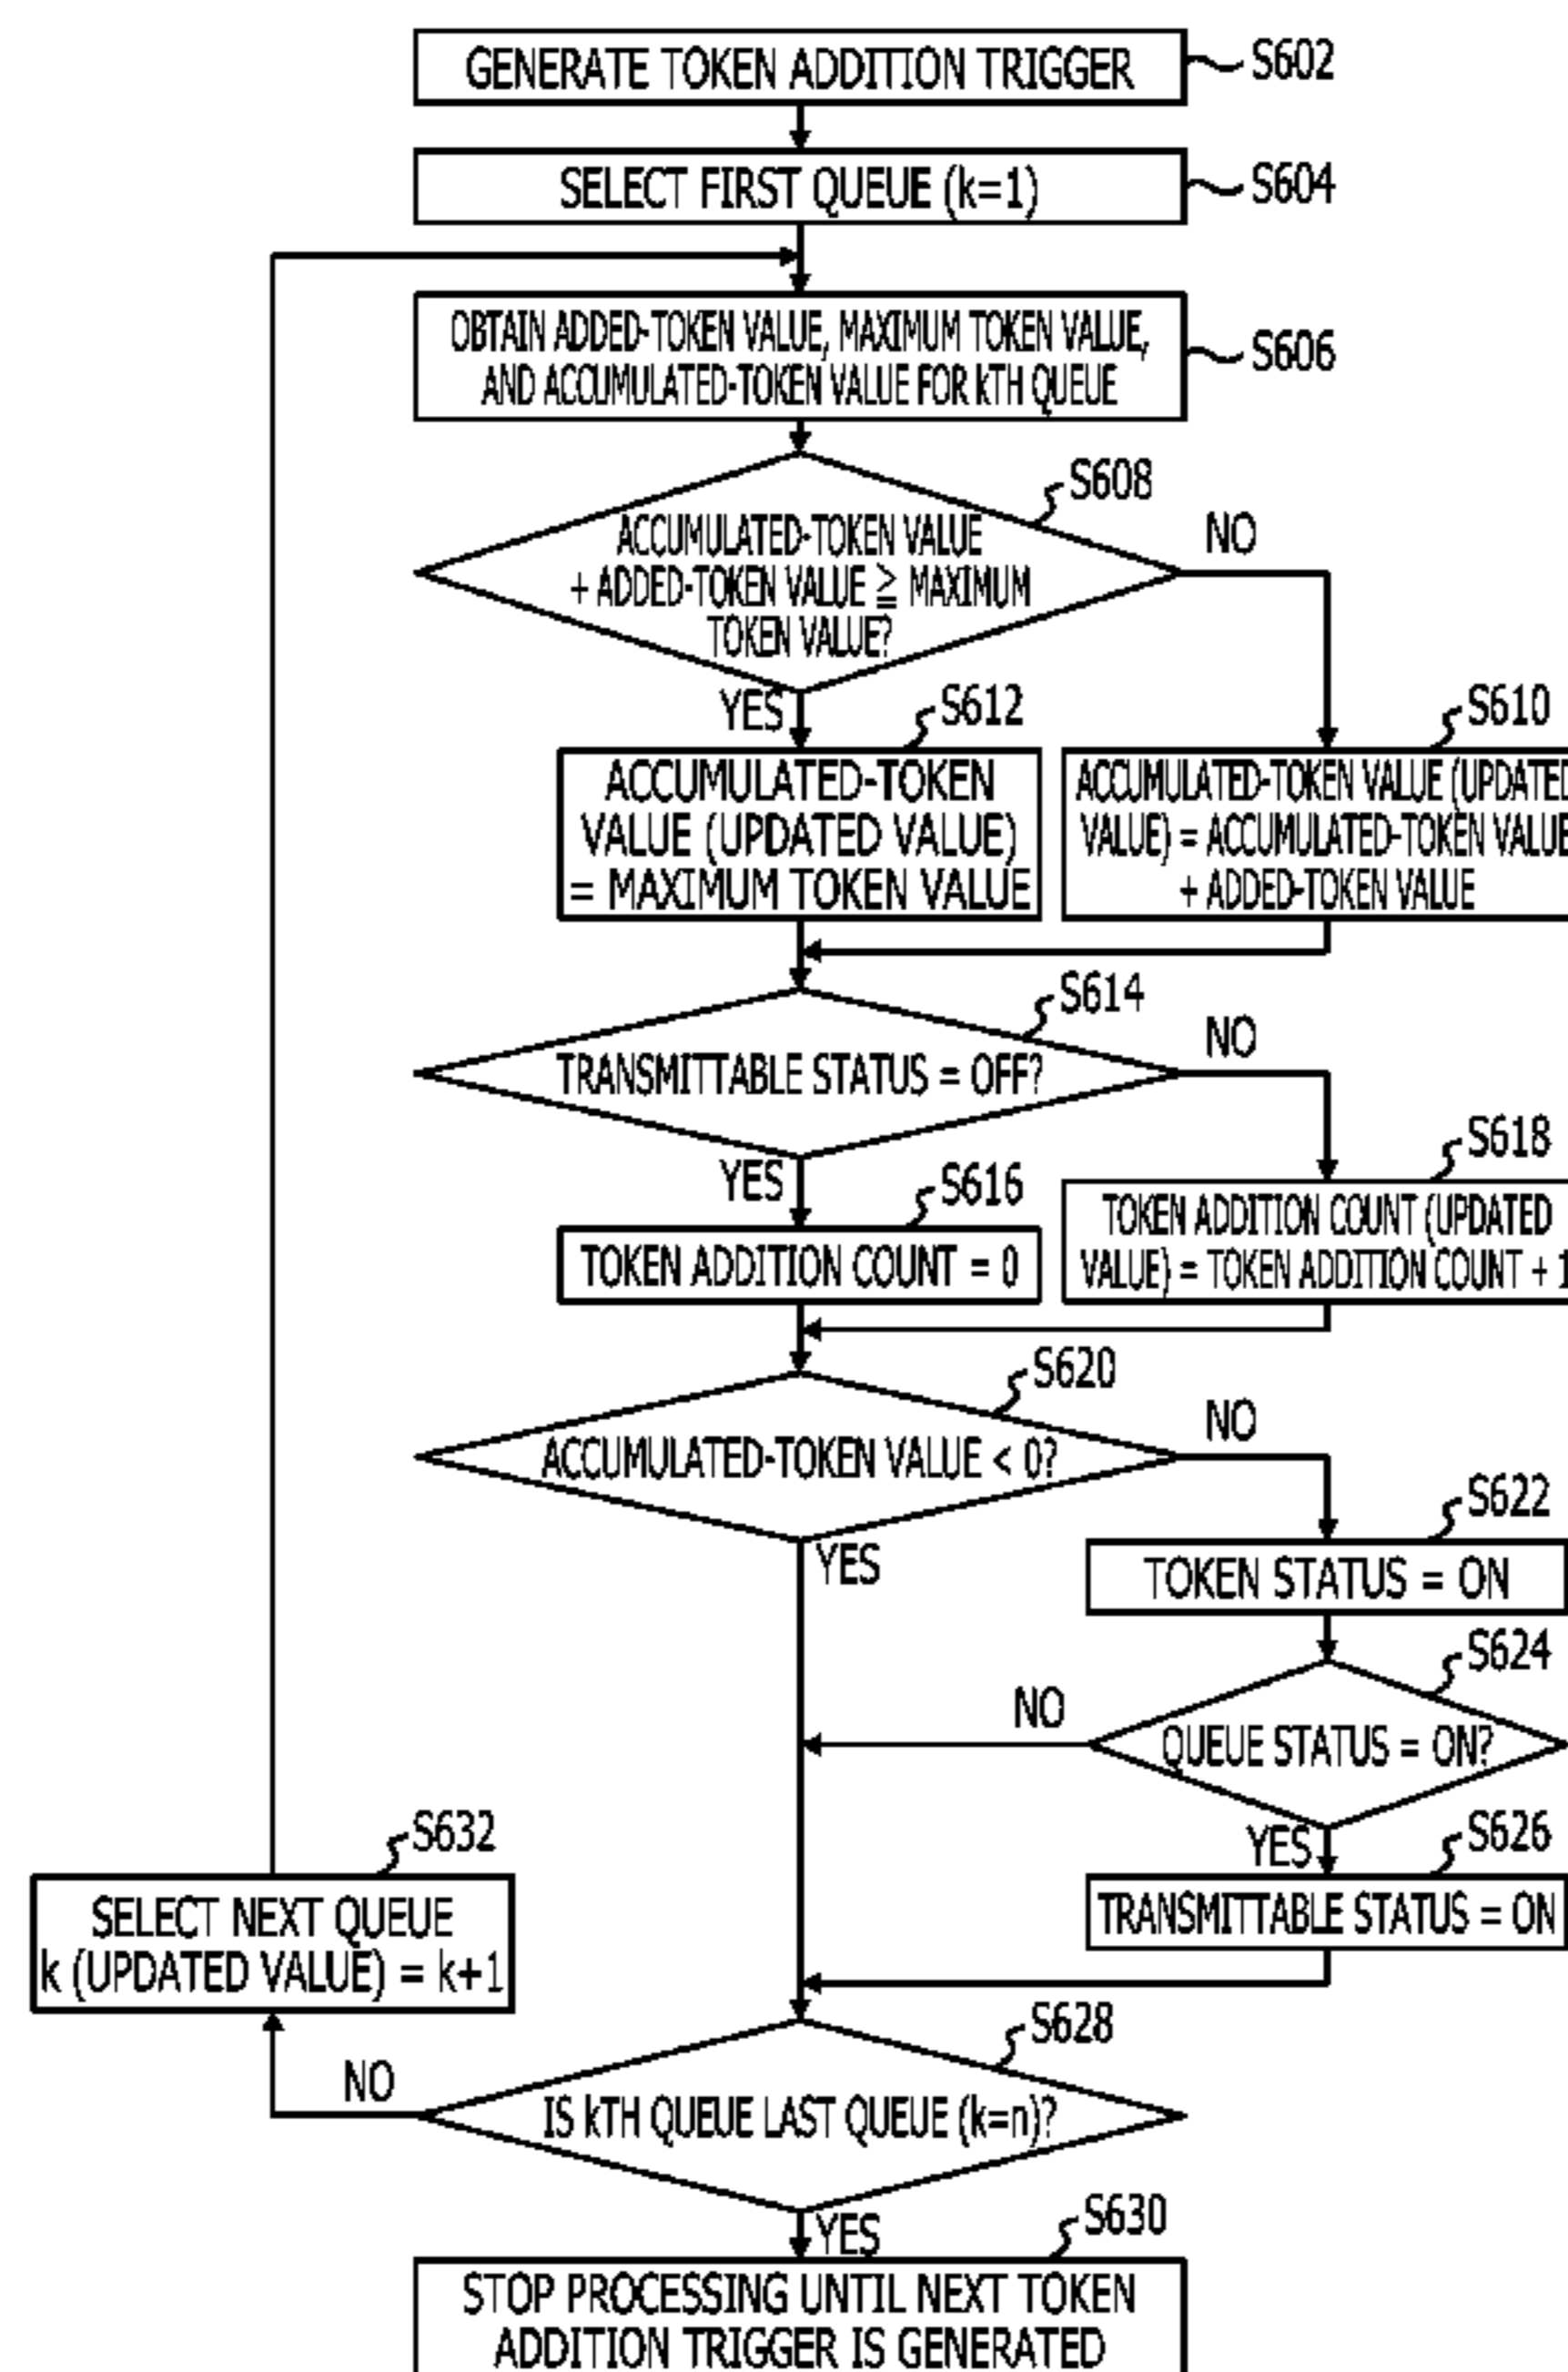 GENERATE TOKEN ADDITION TRIGGER
S602
SELECT FIRST QUEUE (k=1)
S604
OBTAIN ADDED-TOKEN VALUE, MAXIMUM TOKEN VALUE,
AND ACCUMULATED-TOKEN VALUE FOR kTH QUEUE
S606
S608
ACCUMULATED-TOKEN VALUE
+ ADDED-TOKEN VALUE ≧ MAXIMUM
TOKEN VALUE?
NO
YES
S612
ACCUMULATED-TOKEN
VALUE (UPDATED VALUE)
= MAXIMUM TOKEN VALUE
S610
ACCUMULATED-TOKEN VALUE (UPDATED
VALUE) = ACCUMULATED-TOKEN VALUE
+ ADDED-TOKEN VALUE
S614
TRANSMITTABLE STATUS = OFF?
NO
YES
S616
TOKEN ADDITION COUNT = 0
S618
TOKEN ADDITION COUNT (UPDATED
VALUE) = TOKEN ADDITION COUNT + 1
S620
ACCUMULATED-TOKEN VALUE < 0?
NO
YES
S622
TOKEN STATUS = ON
S624
QUEUE STATUS = ON?
NO
YES
S626
TRANSMITTABLE STATUS = ON
S632
SELECT NEXT QUEUE
k (UPDATED VALUE) = k+1
S628
IS kTH QUEUE LAST QUEUE (k=n)?
NO
YES
S630
STOP PROCESSING UNTIL NEXT TOKEN
ADDITION TRIGGER IS GENERATED